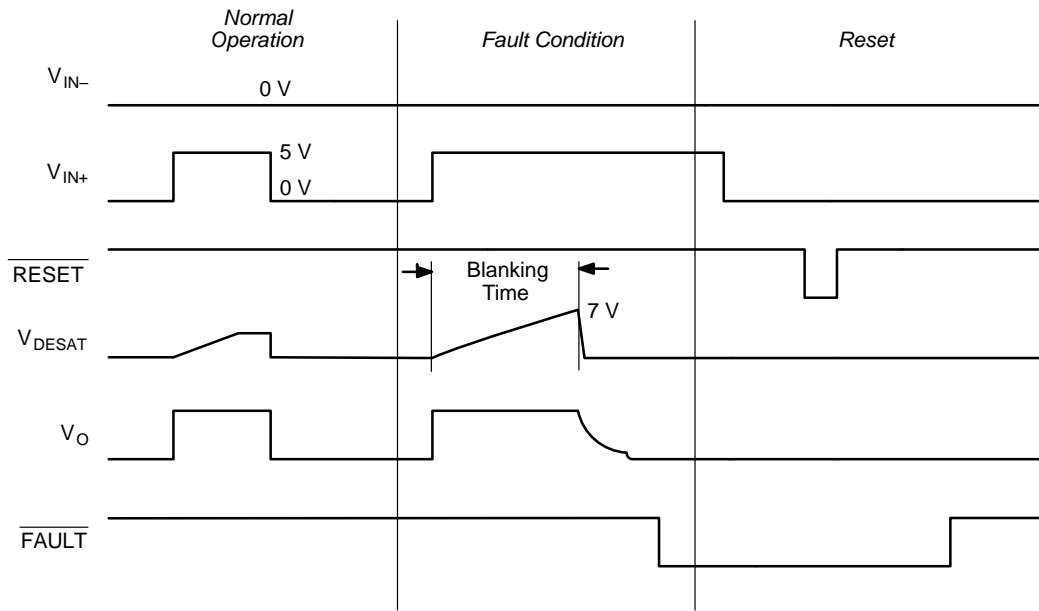 Normal
Operation
Fault Condition
Reset
VIN–
0 V
VIN+
5 V
0 V
RESET
Blanking
Time
7 V
VDESAT
VO
FAULT